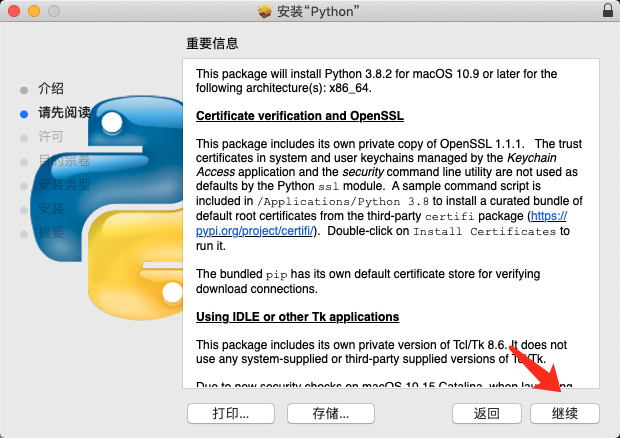 安装“Python”
重要信息
介绍
请先阅读
许可
目的宗卷
安装类型
安装
摘要
This package will install Python 3.8.2 for macOS 10.9 or later for the
following architecture(s): x86_64.
Certificate verification and OpenSSL
This package includes its own private copy of OpenSSL 1.1.1. The trust
certificates in system and user keychains managed by the Keychain
Access application and the security command line utility are not used as
defaults by the Python ssl module. A sample command script is
included in /Applications/Python 3.8 to install a curated bundle of
default root certificates from the third-party certifi package (https://
pypi.org/project/certifi/). Double-click on Install Certificates to
run it.
The bundled pip has its own default certificate store for verifying
download connections.
Using IDLE or other Tk applications
This package includes its own private version of Tcl/Tk 8.6. It does not
use any system-supplied or third-party supplied versions of Tcl/Tk.
Due to new security checks on macOS 10.15 Catalina, when launching
打印...
存储...
返回
继续